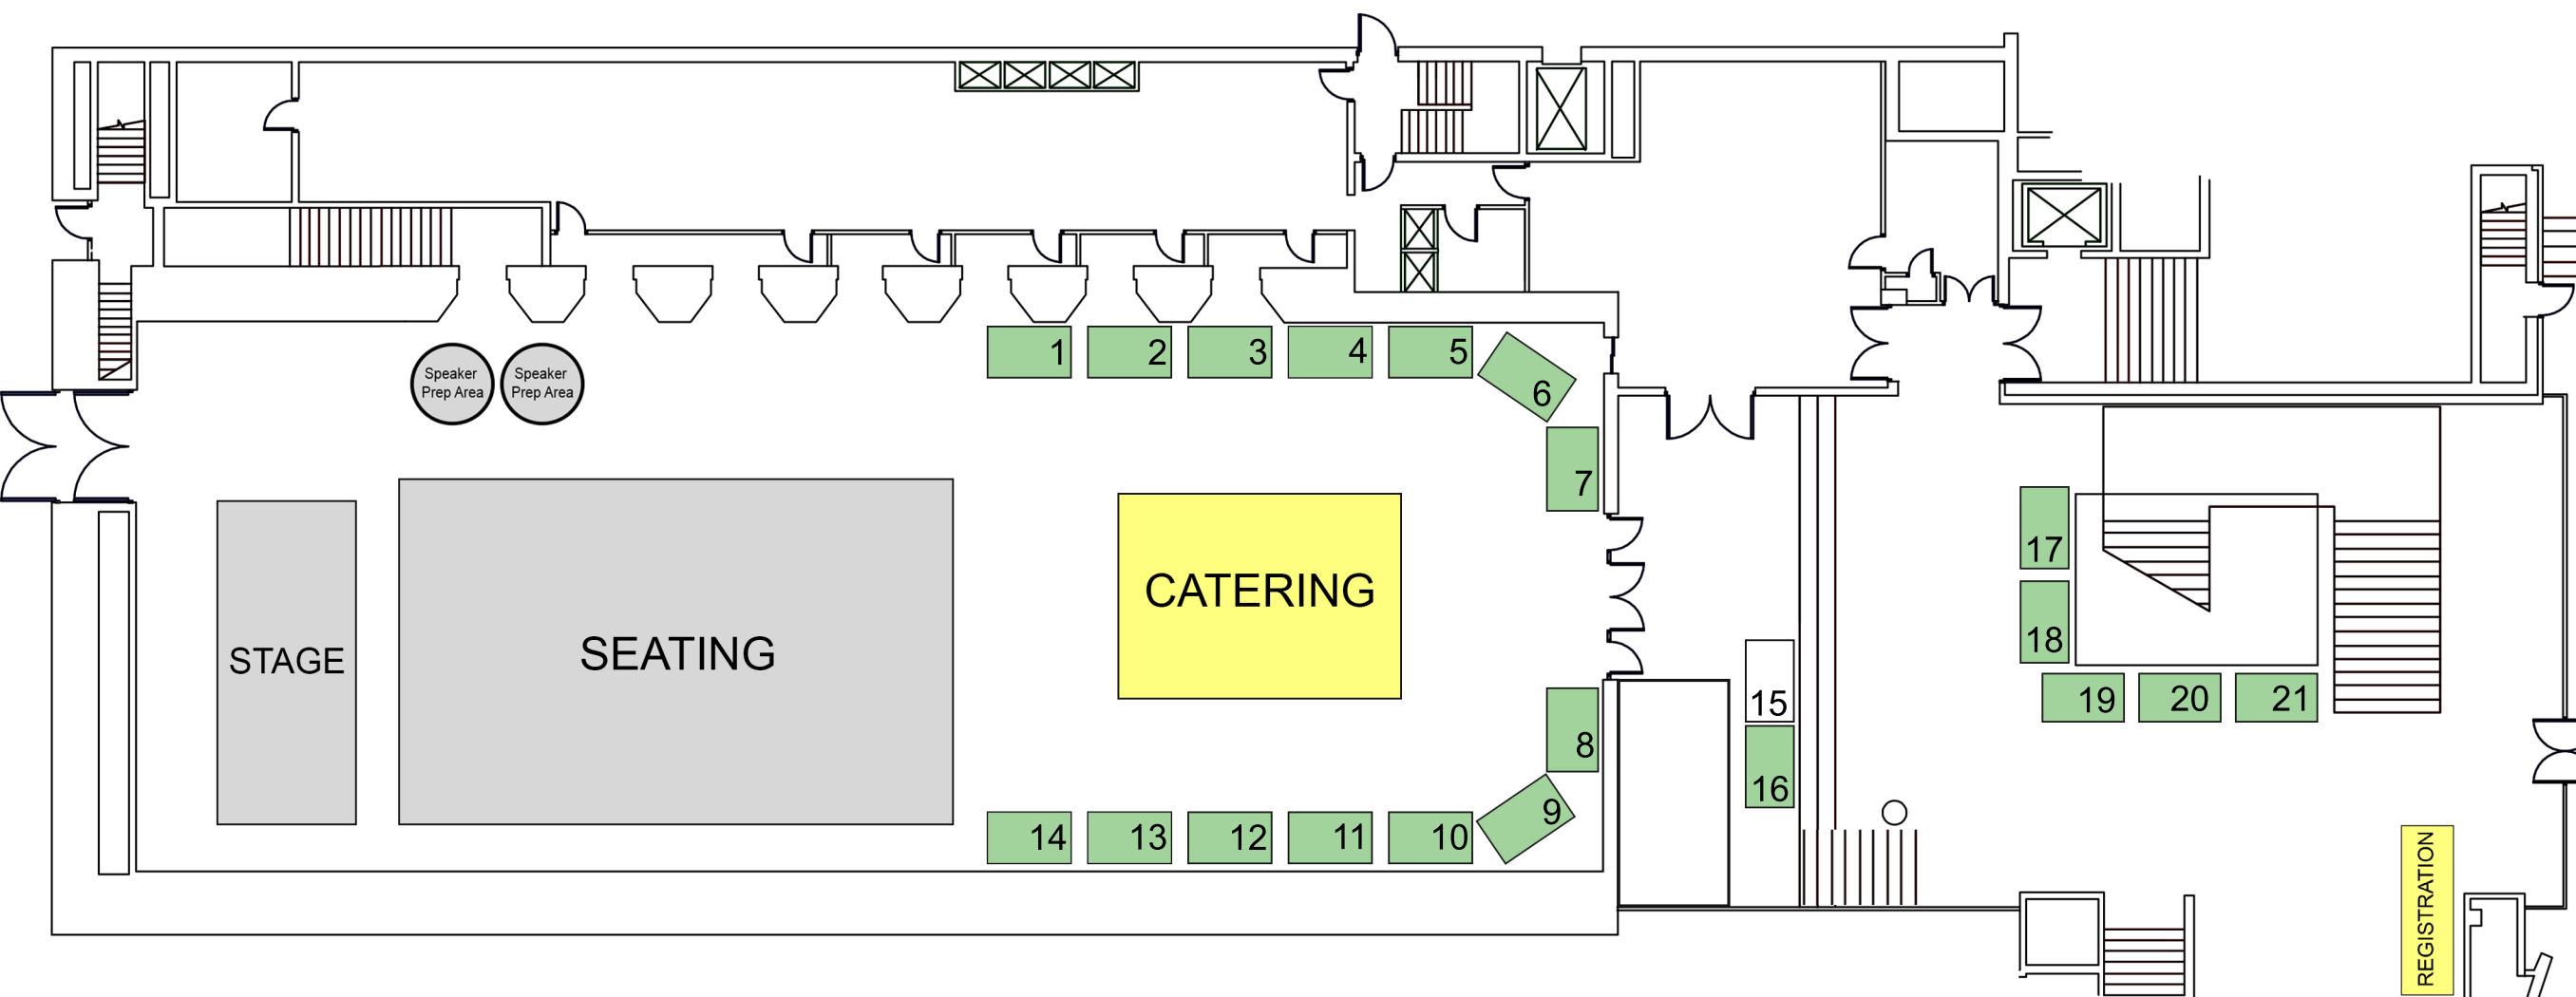 1
2
3
4
5
6
7
Speaker
Prep Area
Speaker
Prep Area
STAGE
SEATING
CATERING
8
9
10
11
12
13
14
15
16
17
18
19
20
21
REGISTRATION